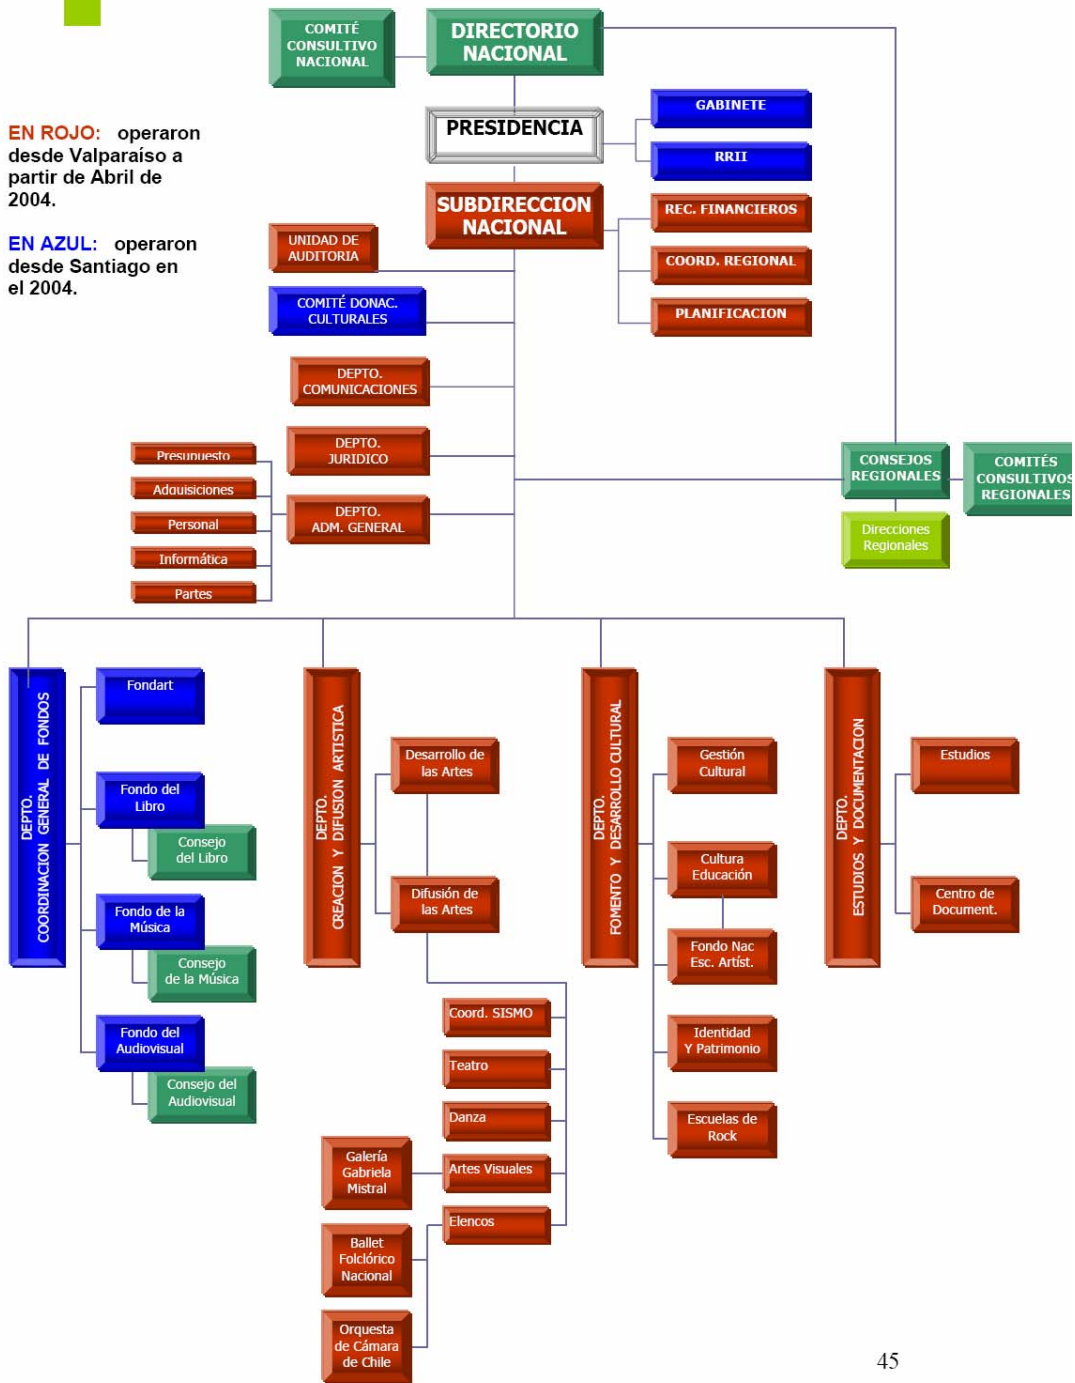 COMITÉ
CONSULTIVO
NACIONAL
DIRECTORIO
NACIONAL
EN ROJO: operaron
desde Valparaíso a
partir de Abril de
2004.
EN AZUL: operaron
desde Santiago en
el 2004.
PRESIDENCIA
GABINETE
RRII
SUBDIRECCION
NACIONAL
REC. FINANCIEROS
COORD. REGIONAL
PLANIFICACION
UNIDAD DE
AUDITORIA
COMITÉ DONAC.
CULTURALES
DEPTO.
COMUNICACIONES
DEPTO.
JURIDICO
DEPTO.
ADM. GENERAL
Presupuesto
Adquisiciones
Personal
Informática
Partes
CONSEJOS
REGIONALES
COMITÉS
CONSULTIVOS
REGIONALES
Direcciones
Regionales
DEPTO.
COORDINACION GENERAL DE FONDOS
Fondart
Fondo del
Libro
Consejo
del Libro
Fondo de la
Música
Consejo
de la Música
Fondo del
Audiovisual
Consejo del
Audiovisual
DEPTO.
CREACION Y DIFUSION ARTISTICA
Desarrollo de
las Artes
Difusión de
las Artes
Coord. SISMO
Teatro
Danza
Artes Visuales
Elencos
Galería
Gabriela
Mistral
Ballet
Folclórico
Nacional
Orquesta
de Cámara
de Chile
DEPTO.
FOMENTO Y DESARROLLO CULTURAL
Gestión
Cultural
Cultura
Educación
Fondo Nac
Esc. Artíst.
Identidad
Y Patrimonio
Escuelas de
Rock
DEPTO.
ESTUDIOS Y DOCUMENTACION
Estudios
Centro de
Document.
45